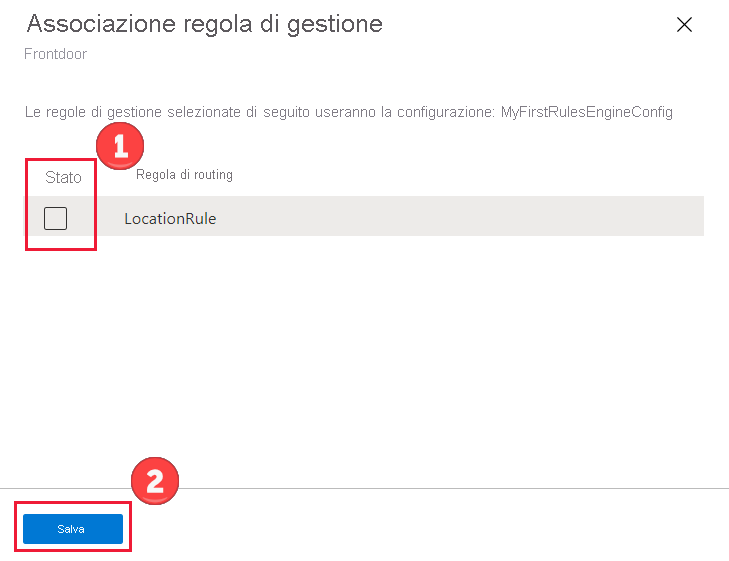 Associazione regola di gestione
Frontdoor
Le regole di gestione selezionate di seguito useranno la configurazione: MyFirstRulesEngineConfig
1
Stato Regola di routing
LocationRule
2
Salva